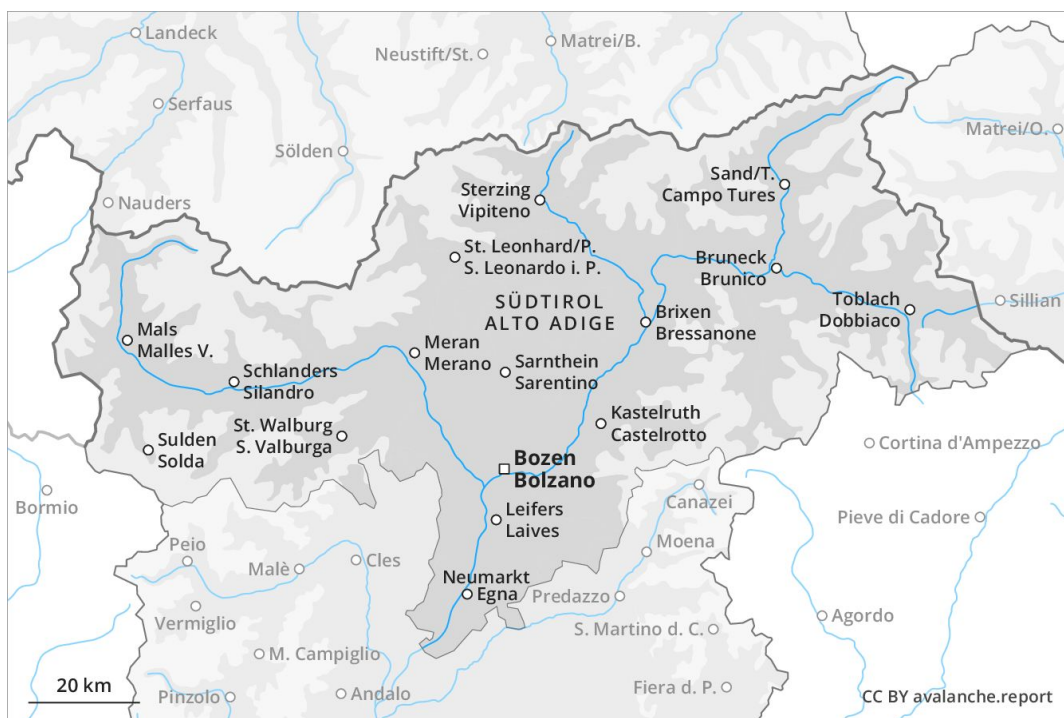 Landeck
Neustift/St.
Matrei/B.
Serfaus
Matrei/O.
Sölden
Sand/T.
Campo Tures
Sterzing
Vipiteno
Nauders
St. Leonhard/P.
S. Leonardo i. P.
Bruneck
Brunico
SÜDTIROL
ALTO ADIGE
Toblach
Dobbiaco
Sillian
Brixen
Bressanone
Mals
Malles V.
Meran
Merano
Sarnthein
Sarentino
Schlanders
Silandro
Kastelruth
Castelrotto
St. Walburg
S. Valburga
Sulden
Solda
Cortina d'Ampezzo
Bozen
Bolzano
Bormio
Canazei
Leifers
Laives
Pieve di Cadore
Moena
Peio
Cles
Malè
Neumarkt
Egna
Predazzo
Vermiglio
Agordo
S. Martino d. C.
M. Campiglio
20 km
Pinzolo
Andalo
Fiera d. P.
CC BY avalanche.report